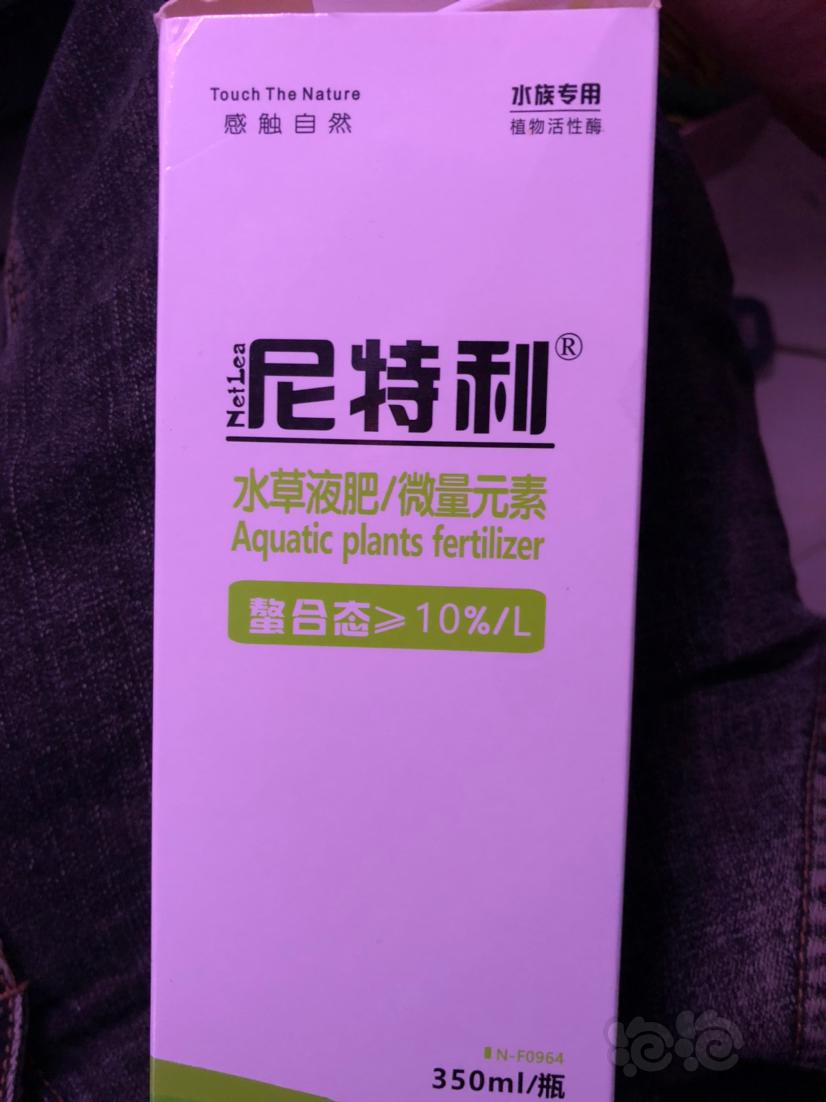 Touch The Nature
感触自然
水族专用
植物活性酶
NetLea
尼特利®
水草液肥/微量元素
Aquatic plants fertilizer
螯合态≥10%/L
N-F0964
350ml/瓶